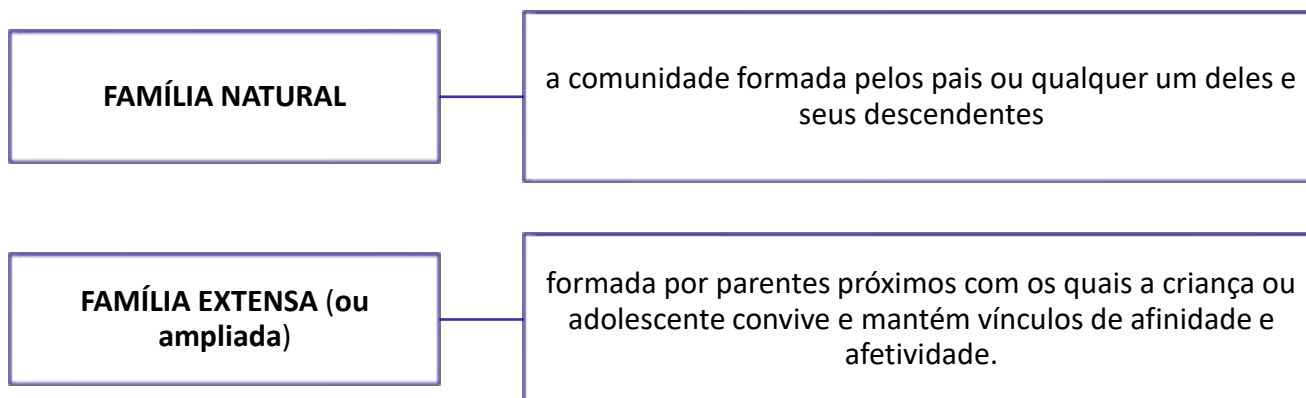 FAMÍLIA NATURAL
a comunidade formada pelos pais ou qualquer um deles e
seus descendentes
FAMÍLIA EXTENSA (ou
ampliada)
formada por parentes próximos com os quais a criança ou
adolescente convive e mantém vínculos de afinidade e
afetividade.